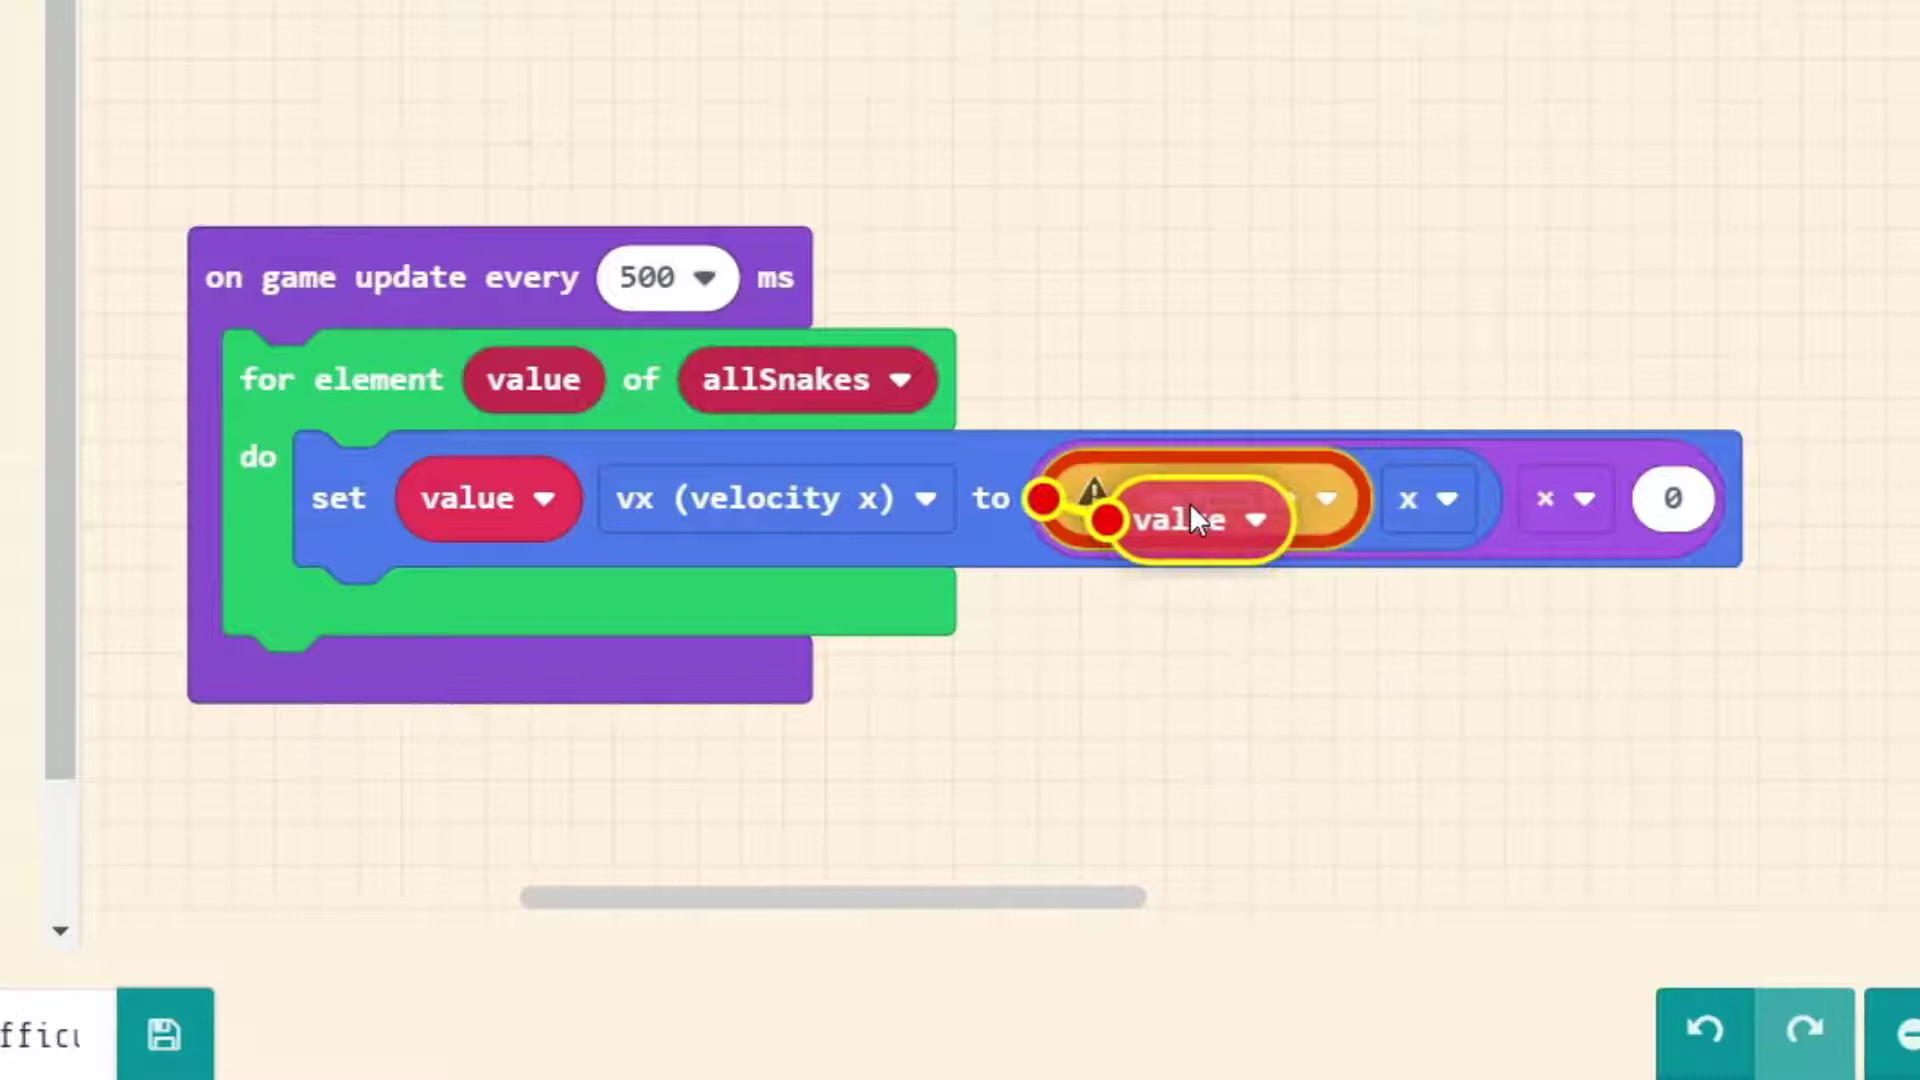 on game update every 500 ms
for element value of allSnakes
do
set value vx (velocity x) to value x × 0